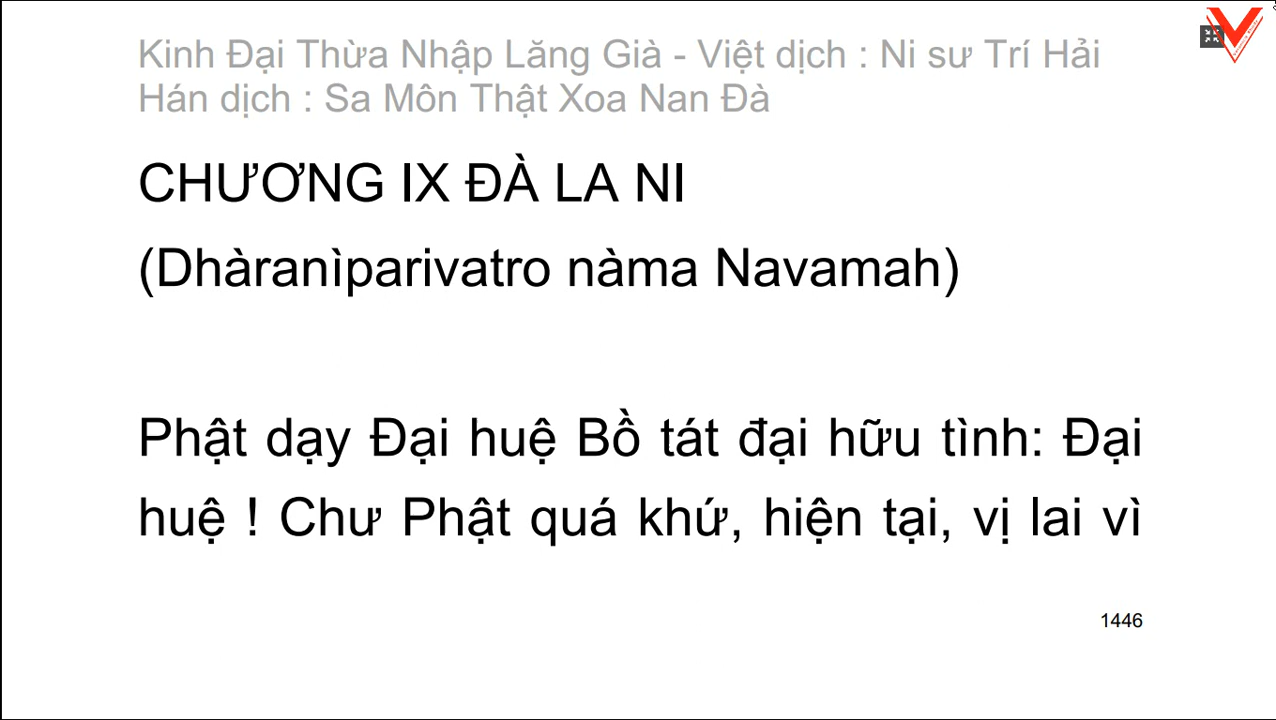 Kinh Đại Thừa Nhập Lăng Già - Việt dịch : Ni sư Trí Hải
Hán dịch : Sa Môn Thật Xoa Nan Đà
CHƯƠNG IX ĐÀ LA NI
(Dhàranìparivatro nàma Navamah)
Phật dạy Đại huệ Bồ tát đại hữu tình: Đại
huệ ! Chư Phật quá khứ, hiện tại, vị lai vì
1446